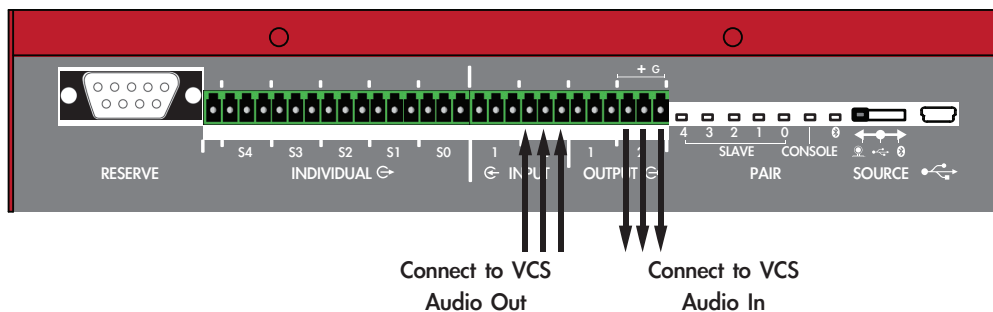 + G
S4 S3 S2 S1 S0 1 1 2
4 3 2 1 0
SLAVE CONSOLE
RESERVE INDIVIDUAL INPUT OUTPUT PAIR SOURCE
Connect to VCS
Audio Out
Connect to VCS
Audio In